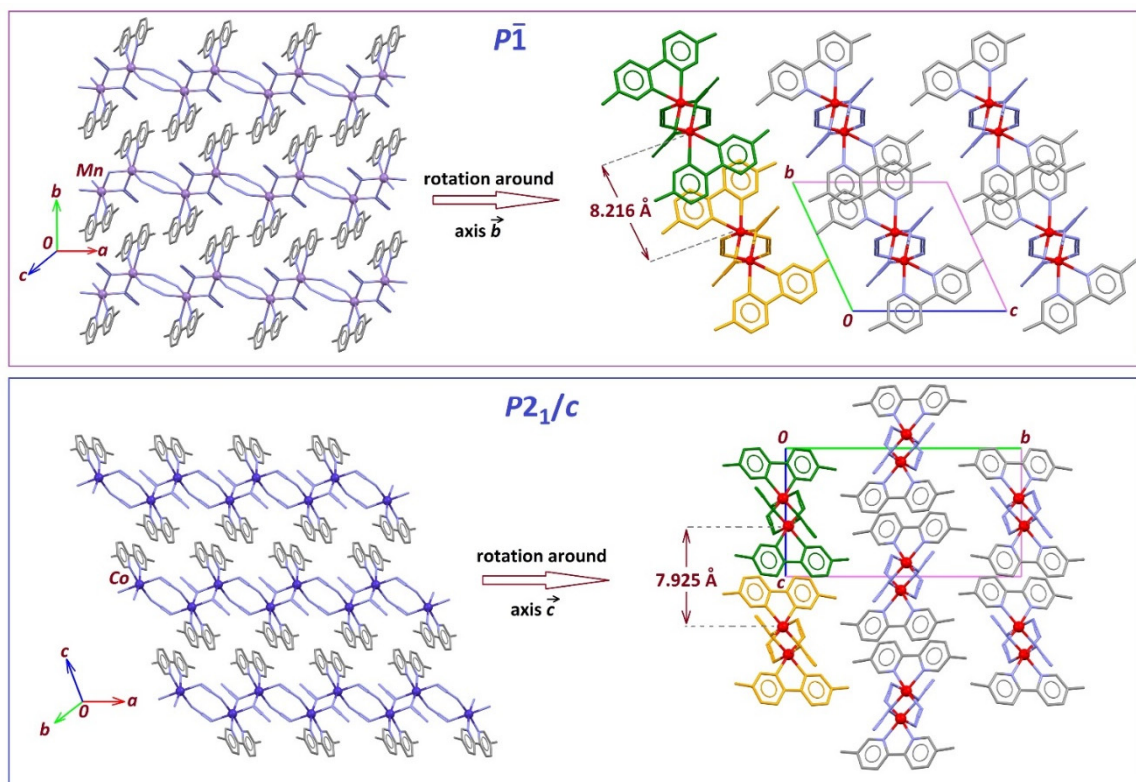 P1̄
Mn
b
0
a
c
rotation around
axis b⃗
8.216 Å
b
0
c
P2₁/c
Co
c
0
a
b
rotation around
axis c⃗
7.925 Å
0
b
c